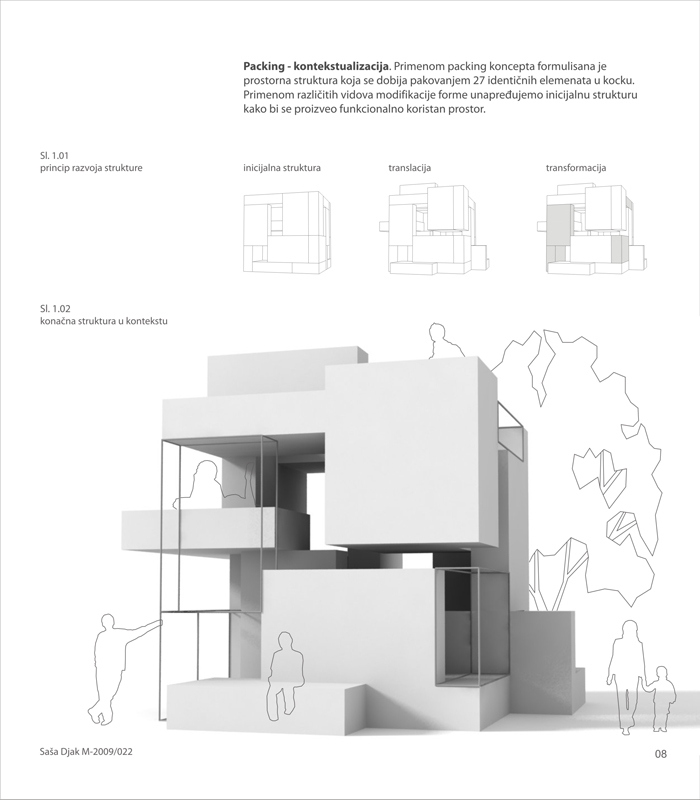 Packing - kontekstualizacija. Primenom packing koncepta formulisana je
prostorna struktura koja se dobija pakovanjem 27 identičnih elemenata u kocku.
Primenom različitih vidova modifikacije forme unapređujemo inicijalnu strukturu
kako bi se proizveo funkcionalno koristan prostor.
Sl. 1.01
princip razvoja strukture
inicijalna struktura
translacija
transformacija
Sl. 1.02
konačna struktura u kontekstu
Saša Djak M-2009/022
08